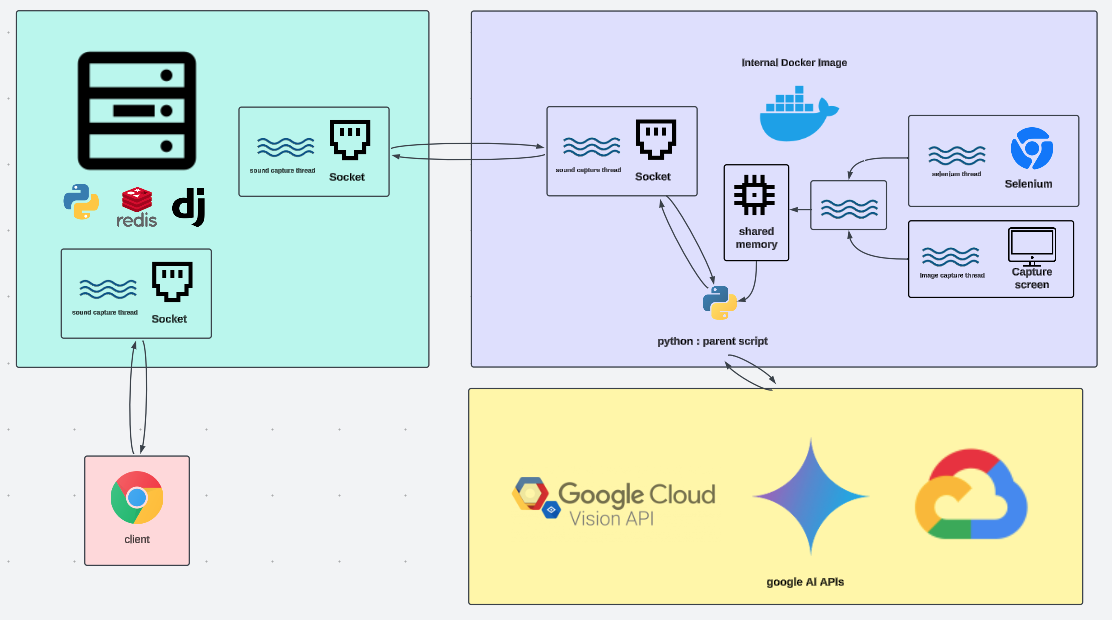 Internal Docker Image
sound capture thread
Socket
sound capture thread
Socket
selenium thread
Selenium
redis
dj
shared
memory
Image capture thread
Capture
screen
sound capture thread
Socket
python : parent script
client
Google Cloud
Vision API
google AI APIs